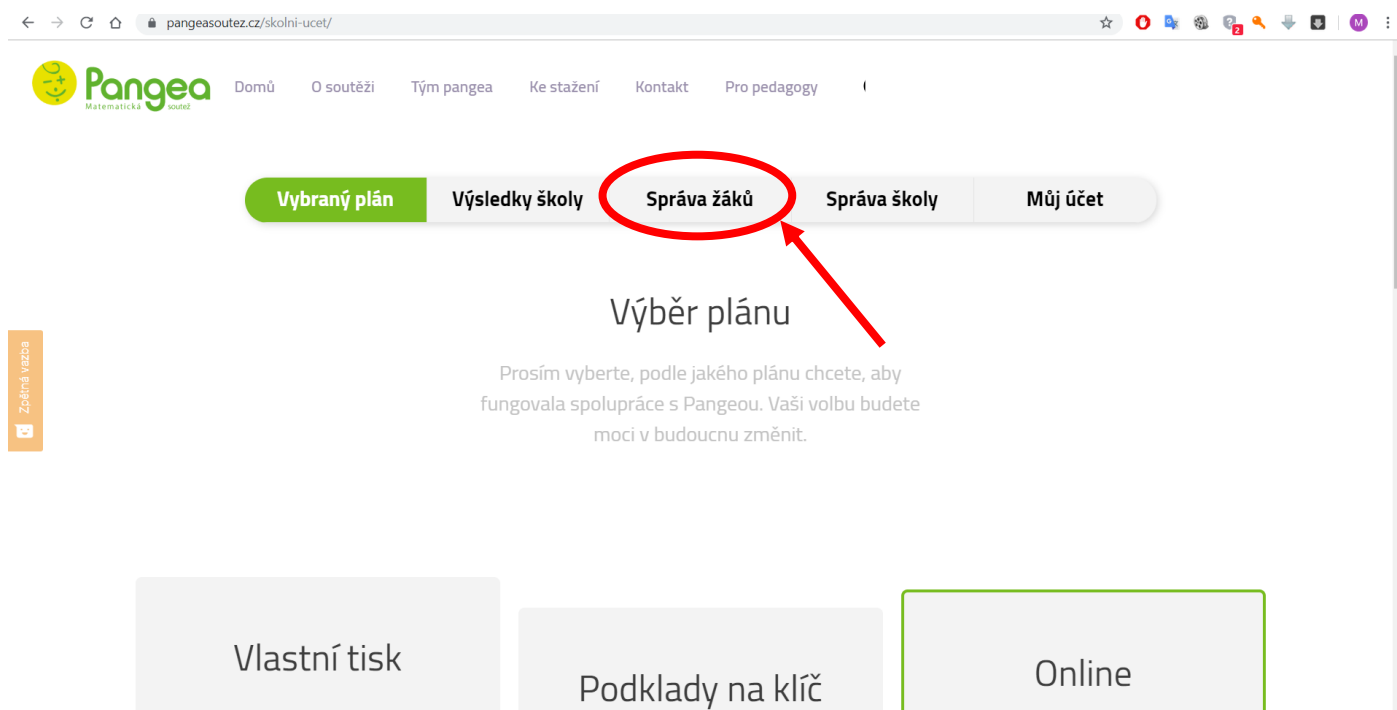 pangeasoutez.cz/skolni-ucet/
2
M
Pangea
Matematická soutěž
Domů O soutěži Tým pangea Ke stažení Kontakt Pro pedagogy
Vybraný plán Výsledky školy Správa žáků Správa školy Můj účet
Výběr plánu
Prosím vyberte, podle jakého plánu chcete, aby
fungovala spolupráce s Pangeou. Vaši volbu budete
moci v budoucnu změnit.
Zpětná vazba
Vlastní tisk
Podklady na klíč
Online